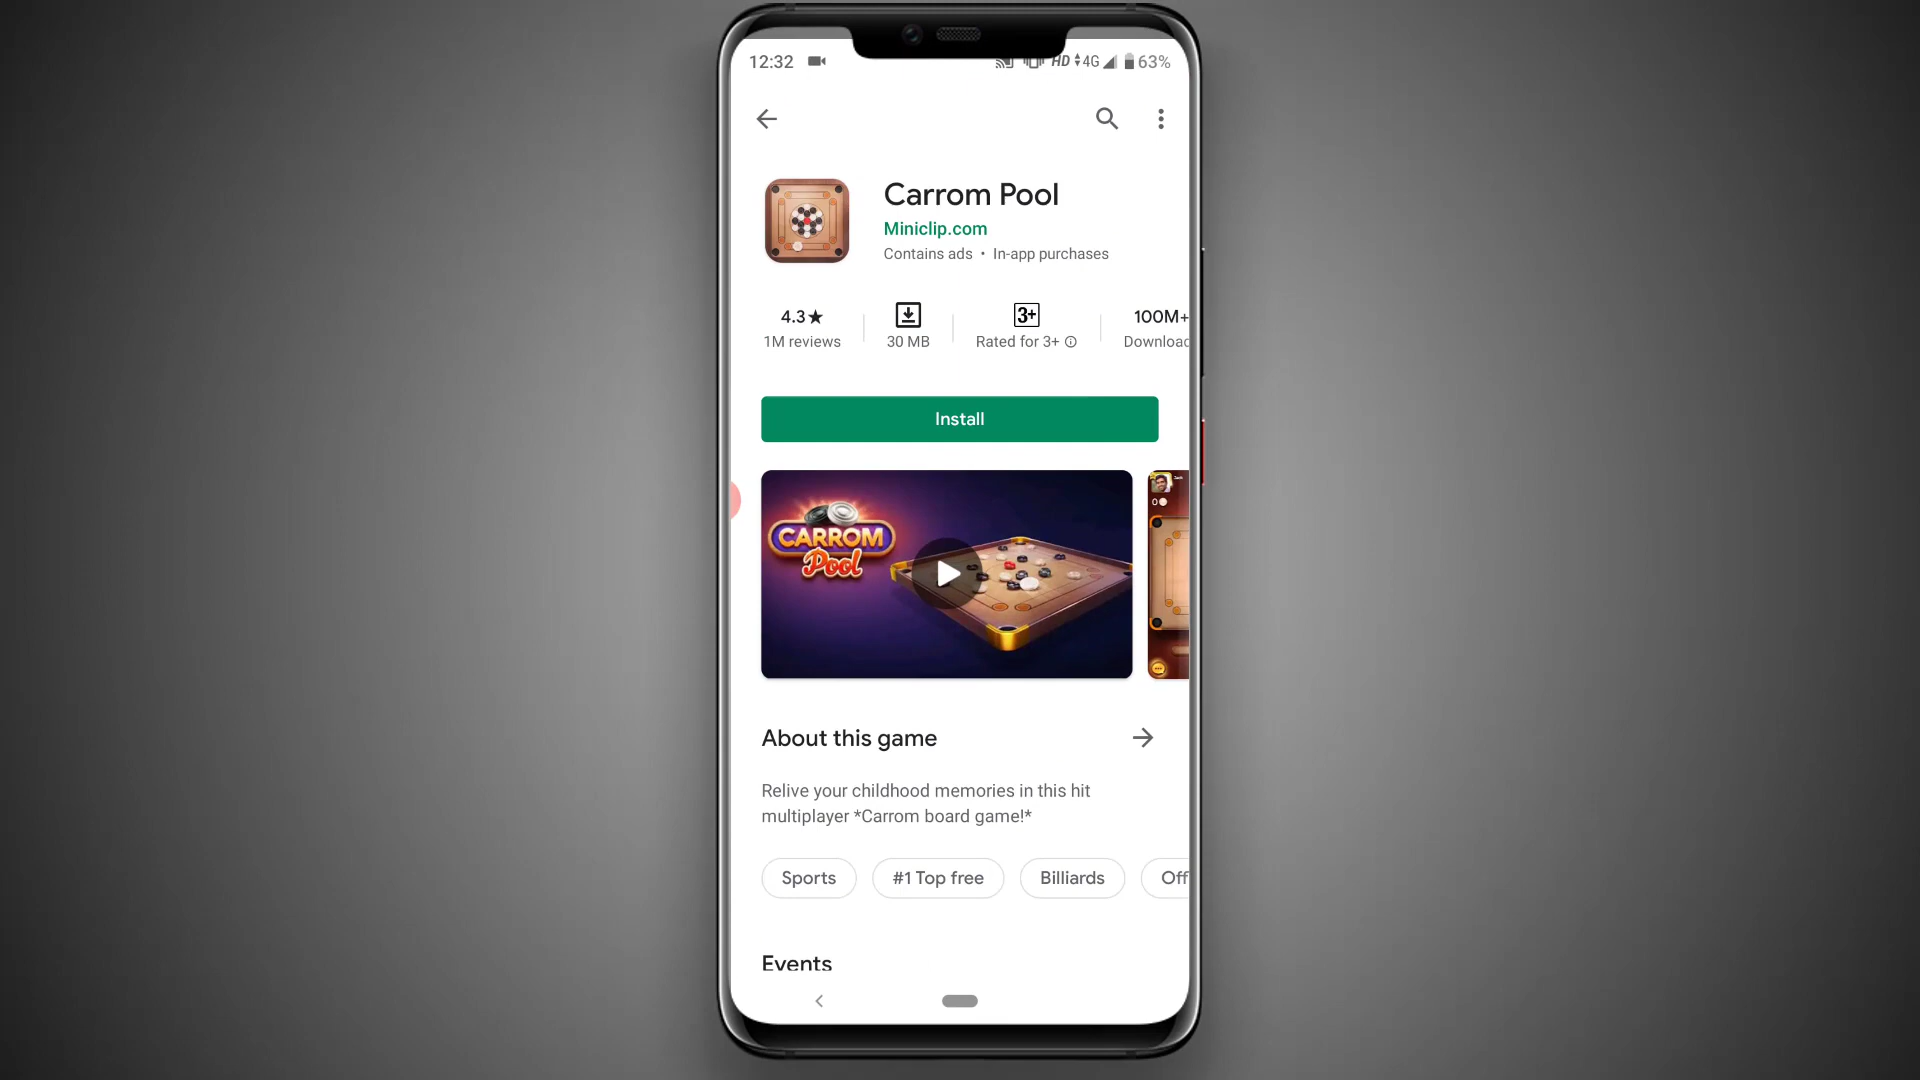 12:32 HD 4G 63%
Carrom Pool
Miniclip.com
Contains ads • In-app purchases
4.3★ 3+ 100M+
1M reviews 30 MB Rated for 3+ Downloac
Install
CARROM
Pool
About this game
Relive your childhood memories in this hit
multiplayer *Carrom board game!*
Sports #1 Top free Billiards Off
Events